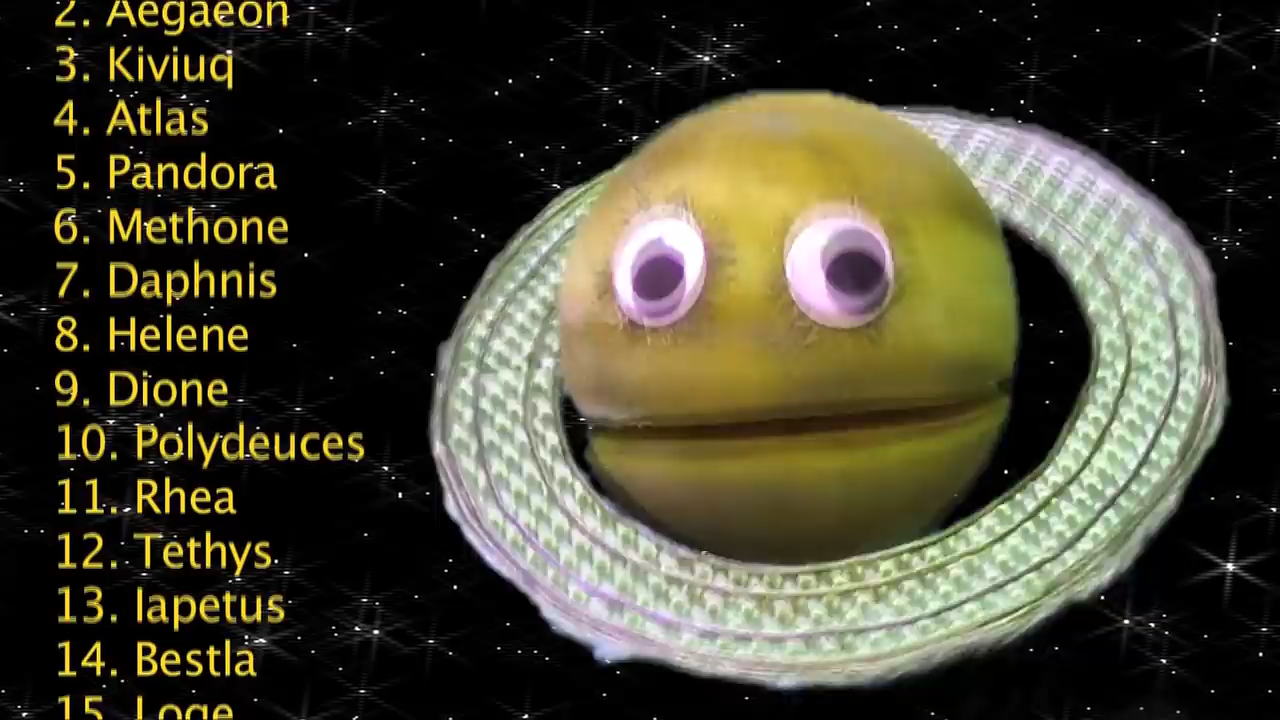 2. Aegaeon
3. Kiviuq
4. Atlas
5. Pandora
6. Methone
7. Daphnis
8. Helene
9. Dione
10. Polydeuces
11. Rhea
12. Tethys
13. Iapetus
14. Bestla
15. Loge